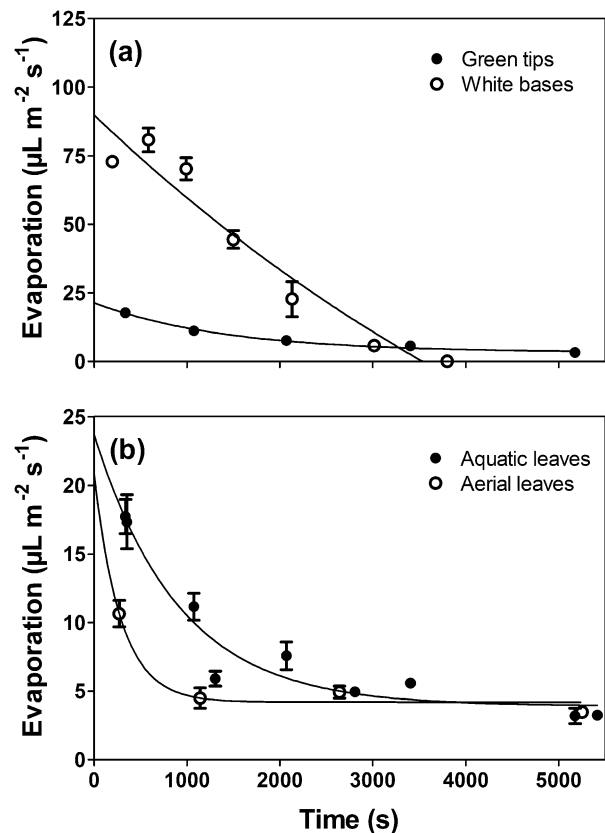 125
100
75
50
25
0
Evaporation (µL m⁻² s⁻¹)
(a)
Green tips
White bases
25
20
15
10
5
0
Evaporation (µL m⁻² s⁻¹)
(b)
Aquatic leaves
Aerial leaves
0 1000 2000 3000 4000 5000
Time (s)